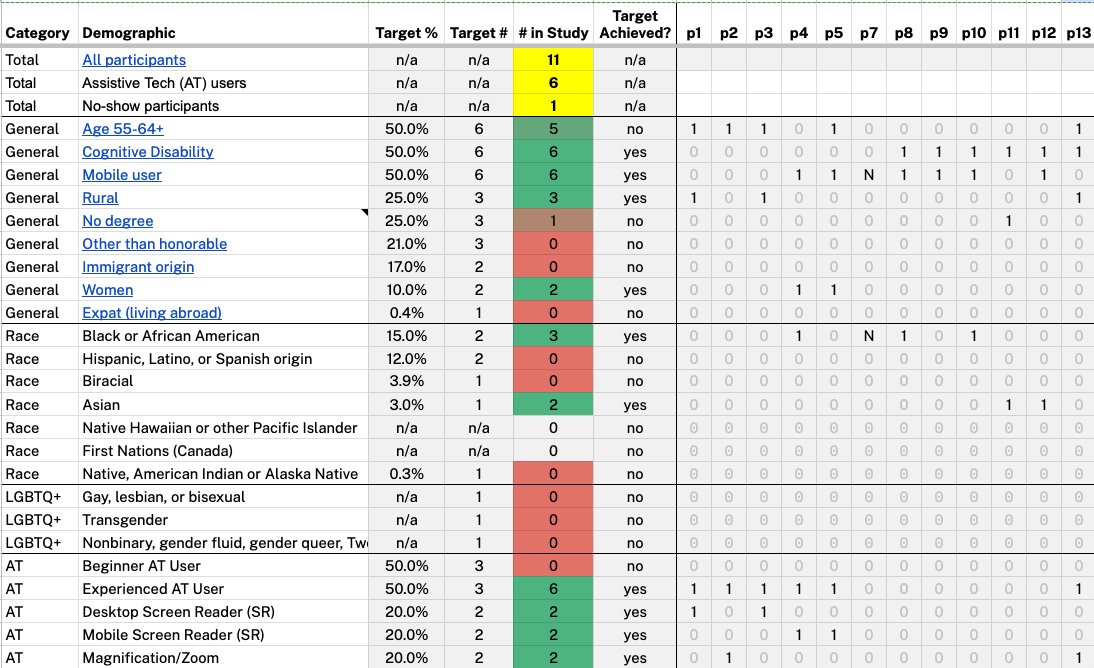 Category Demographic Target % Target # # in Study Target Achieved? p1 p2 p3 p4 p5 p7 p8 p9 p10 p11 p12 p13
Total All participants n/a n/a 11 n/a
Total Assistive Tech (AT) users n/a n/a 6 n/a
Total No-show participants n/a n/a 1 n/a
General Age 55-64+ 50.0% 6 5 no 1 1 1 0 1 0 0 0 0 0 0 1
General Cognitive Disability 50.0% 6 6 yes 0 0 0 0 0 0 1 1 1 1 1 1
General Mobile user 50.0% 6 6 yes 0 0 0 1 1 N 1 1 1 0 1 0
General Rural 25.0% 3 3 yes 1 0 1 0 0 0 0 0 0 0 0 1
General No degree 25.0% 3 1 no 0 0 0 0 0 0 0 0 0 1 0 0
General Other than honorable 21.0% 3 0 no 0 0 0 0 0 0 0 0 0 0 0 0
General Immigrant origin 17.0% 2 0 no 0 0 0 0 0 0 0 0 0 0 0 0
General Women 10.0% 2 2 yes 0 0 0 1 1 0 0 0 0 0 0 0
General Expat (living abroad) 0.4% 1 0 no 0 0 0 0 0 0 0 0 0 0 0 0
Race Black or African American 15.0% 2 3 yes 0 0 0 1 0 N 1 0 1 0 0 0
Race Hispanic, Latino, or Spanish origin 12.0% 2 0 no 0 0 0 0 0 0 0 0 0 0 0 0
Race Biracial 3.9% 1 0 no 0 0 0 0 0 0 0 0 0 0 0 0
Race Asian 3.0% 1 2 yes 0 0 0 0 0 0 0 0 0 1 1 0
Race Native Hawaiian or other Pacific Islander n/a n/a 0 no 0 0 0 0 0 0 0 0 0 0 0 0
Race First Nations (Canada) n/a n/a 0 no 0 0 0 0 0 0 0 0 0 0 0 0
Race Native, American Indian or Alaska Native 0.3% 1 0 no 0 0 0 0 0 0 0 0 0 0 0 0
LGBTQ+ Gay, lesbian, or bisexual n/a 1 0 no 0 0 0 0 0 0 0 0 0 0 0 0
LGBTQ+ Transgender n/a 1 0 no 0 0 0 0 0 0 0 0 0 0 0 0
LGBTQ+ Nonbinary, gender fluid, gender queer, Tw n/a 1 0 no 0 0 0 0 0 0 0 0 0 0 0 0
AT Beginner AT User 50.0% 3 0 no 0 0 0 0 0 0 0 0 0 0 0 0
AT Experienced AT User 50.0% 3 6 yes 1 1 1 1 1 0 0 0 0 0 0 1
AT Desktop Screen Reader (SR) 20.0% 2 2 yes 1 0 1 0 0 0 0 0 0 0 0 0
AT Mobile Screen Reader (SR) 20.0% 2 2 yes 0 0 0 1 1 0 0 0 0 0 0 0
AT Magnification/Zoom 20.0% 2 2 yes 0 1 0 0 0 0 0 0 0 0 0 1